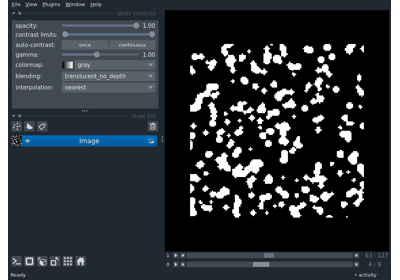 File View Plugins Window Help
layer controls
opacity: 1.00
contrast limits:
auto-contrast: once continuous
gamma: 1.00
colormap: gray
blending: translucent_no_depth
interpolation: nearest
layer list
Image
1 63 127
0 4 9
Ready activity